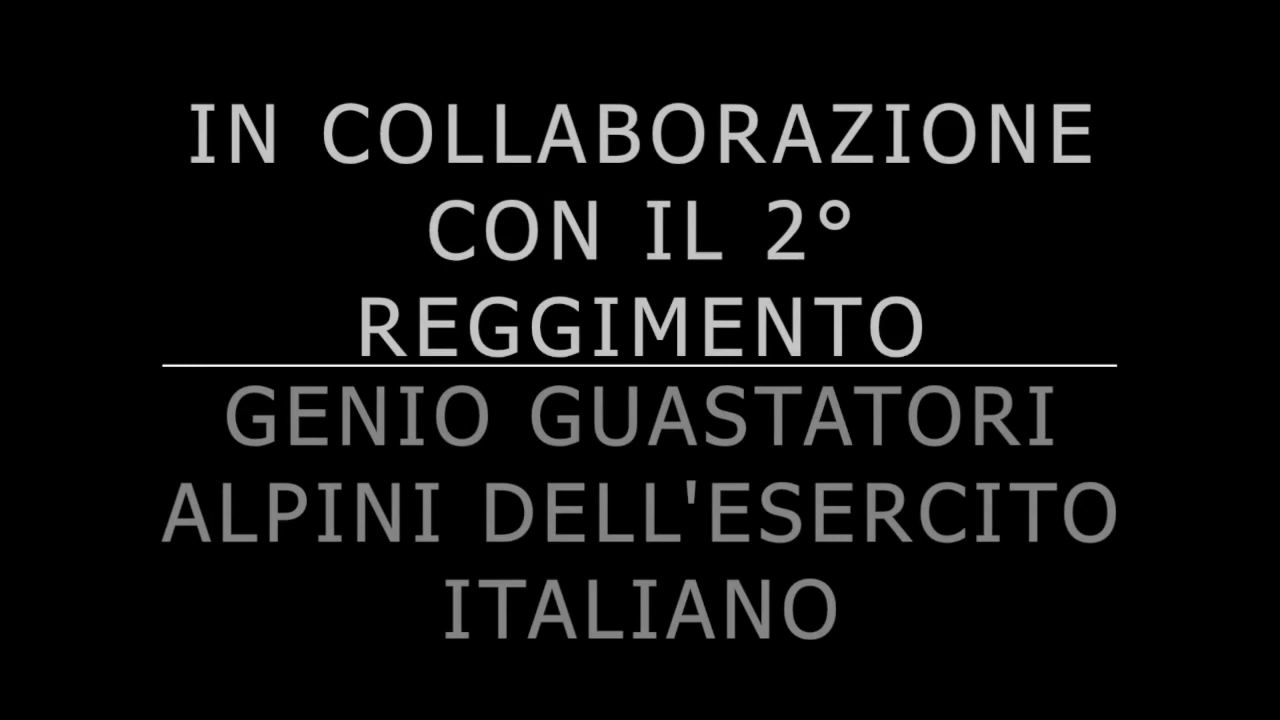 IN COLLABORAZIONE
CON IL 2°
REGGIMENTO
GENIO GUASTATORI
ALPINI DELL'ESERCITO
ITALIANO